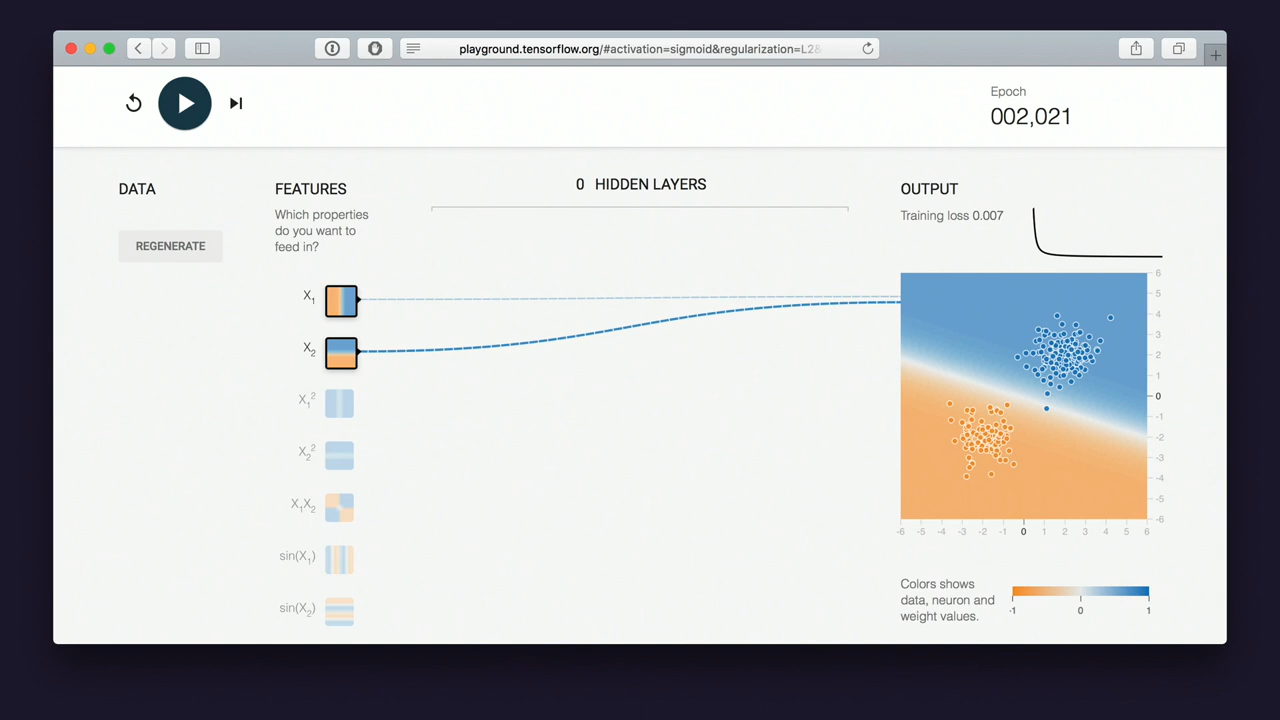 playground.tensorflow.org/#activation=sigmoid&regularization=L2&
Epoch
002,021
DATA
FEATURES
0 HIDDEN LAYERS
OUTPUT
Which properties
do you want to
feed in?
Training loss 0.007
REGENERATE
X1
X2
X1²
X2²
X1X2
sin(X1)
sin(X2)
6
5
4
3
2
1
0
-1
-2
-3
-4
-5
-6
-6 -5 -4 -3 -2 -1 0 1 2 3 4 5 6
Colors shows
data, neuron and
weight values.
-1 0 1